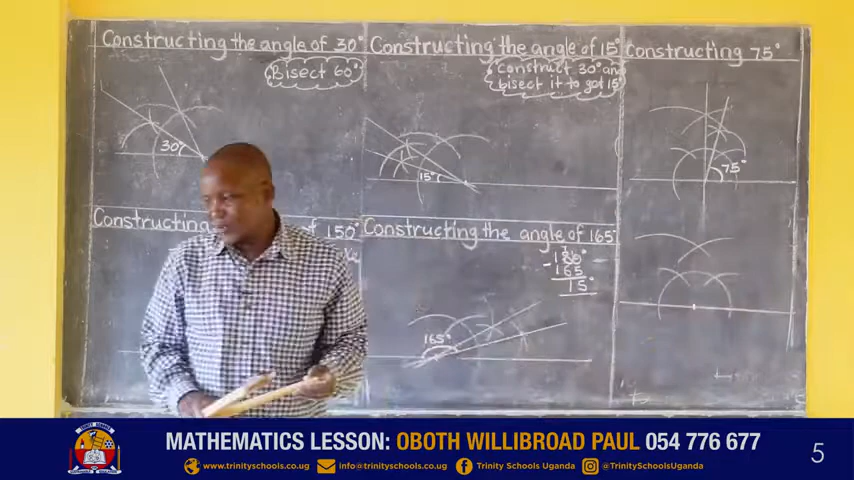 Constructing the angle of 30°
Bisect 60°
30°
Constructing the angle of 15°
Construct 30° and
bisect it to get 15°
15°
Constructing 75°
75°
Constructing
of 150°
Constructing the angle of 165°
180°
-165
15°
165°
TRINITY SCHOOLS
MATHEMATICS LESSON: OBOTH WILLIBROAD PAUL 054 776 677
www.trinityschools.co.ug info@trinityschools.co.ug Trinity Schools Uganda @TrinitySchoolsUganda
5